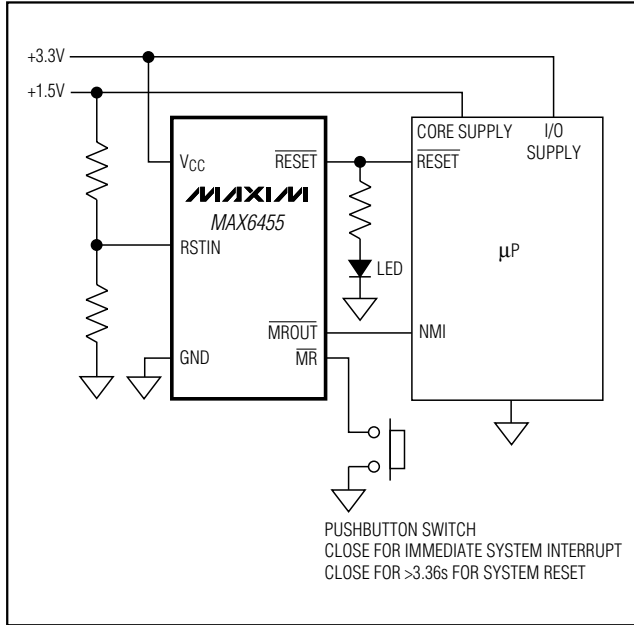 +3.3V
+1.5V
VCC
RESET
MAXIM
MAX6455
RSTIN
MROUT
MR
GND
LED
CORE SUPPLY
I/O
SUPPLY
RESET
μP
NMI
PUSHBUTTON SWITCH
CLOSE FOR IMMEDIATE SYSTEM INTERRUPT
CLOSE FOR >3.36s FOR SYSTEM RESET